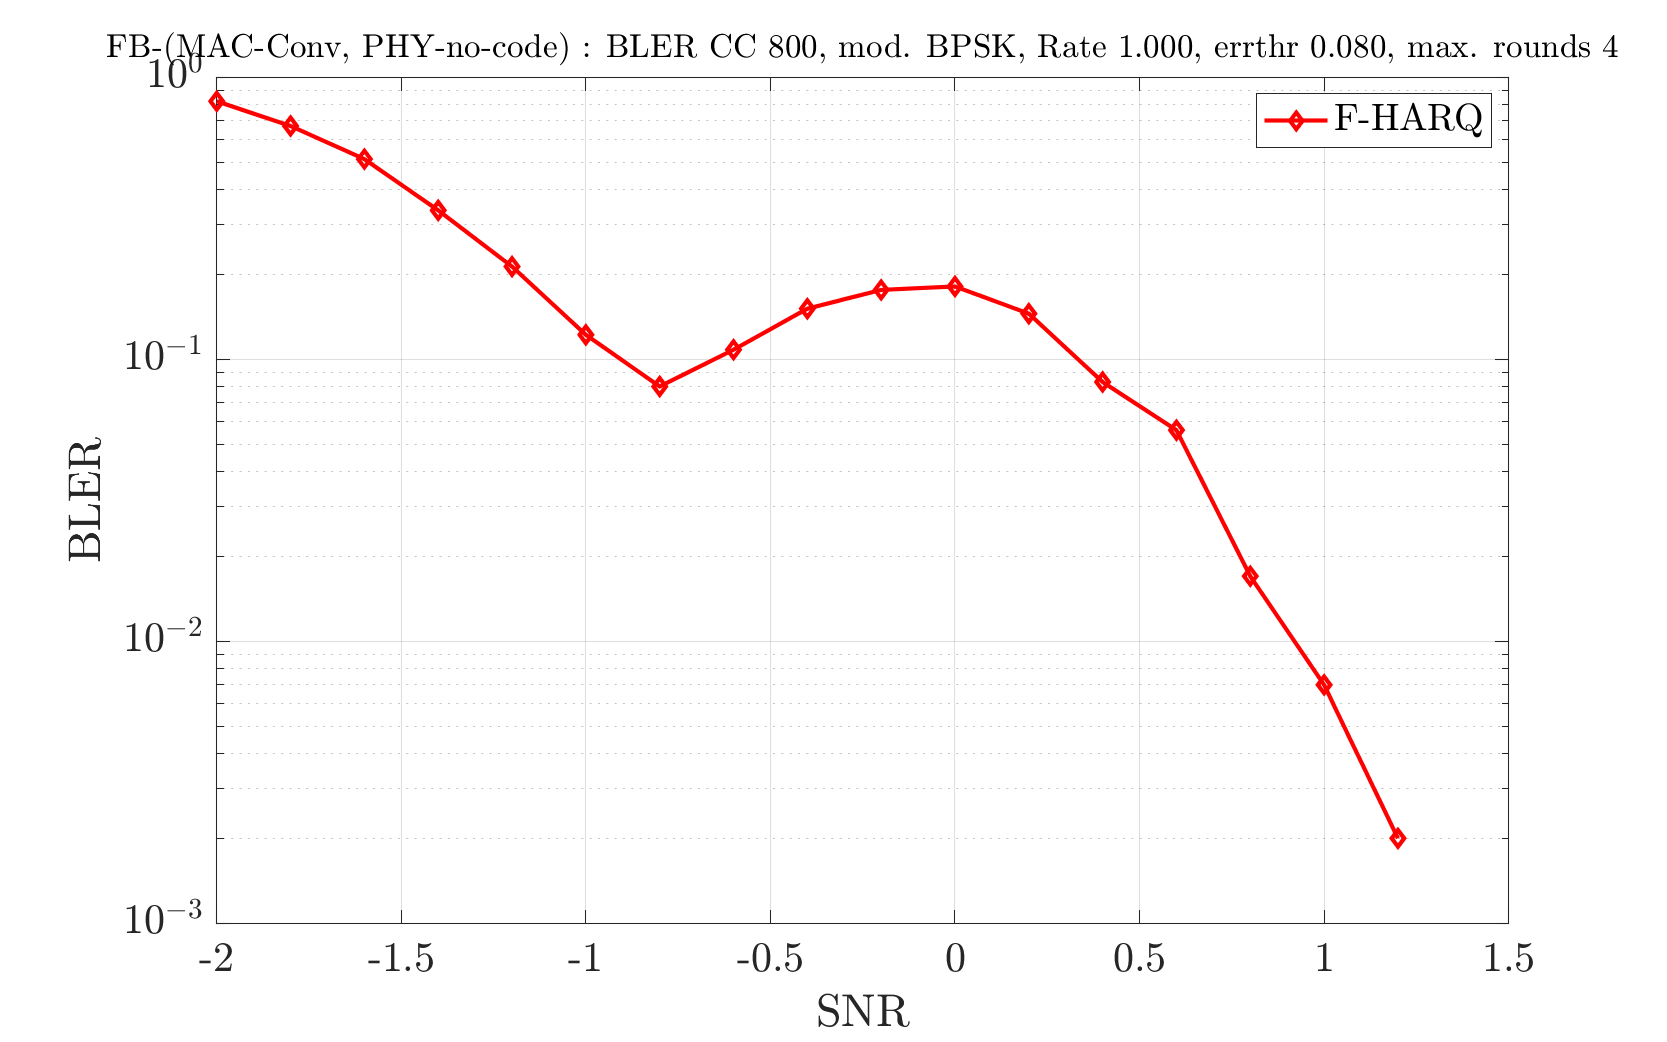 FB-(MAC-Conv, PHY-no-code) : BLER CC 800, mod. BPSK, Rate 1.000, errthr 0.080, max. rounds 4
10⁰
F-HARQ
10⁻¹
BLER
10⁻²
10⁻³
-2 -1.5 -1 -0.5 0 0.5 1 1.5
SNR